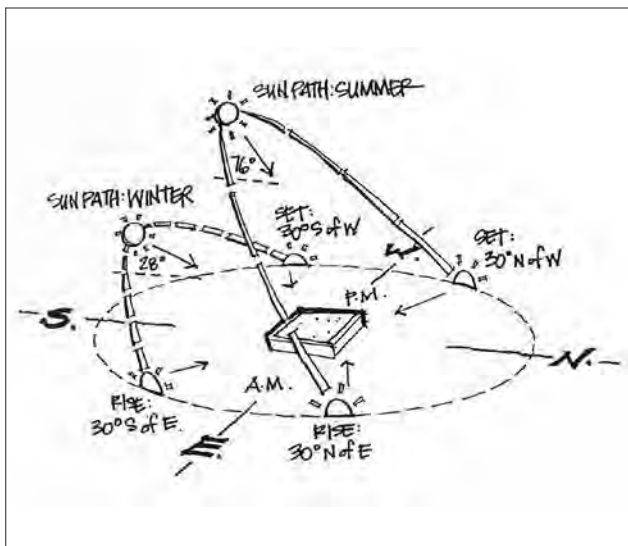 SUN PATH: SUMMER
76°
SUN PATH: WINTER
SET:
30° S of W
28°
W.
SET:
30° N of W
P.M.
S.
N.
A.M.
RISE:
30° S of E.
E.
RISE:
30° N of E